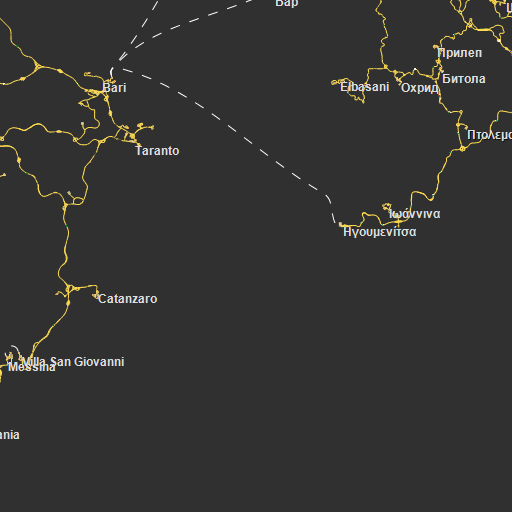 Бар
Прилеп
Elbasani
Охрид
Битола
Bari
Taranto
Ιωάννινα
Ηγουμενίτσα
Catanzaro
Villa San Giovanni
Messina